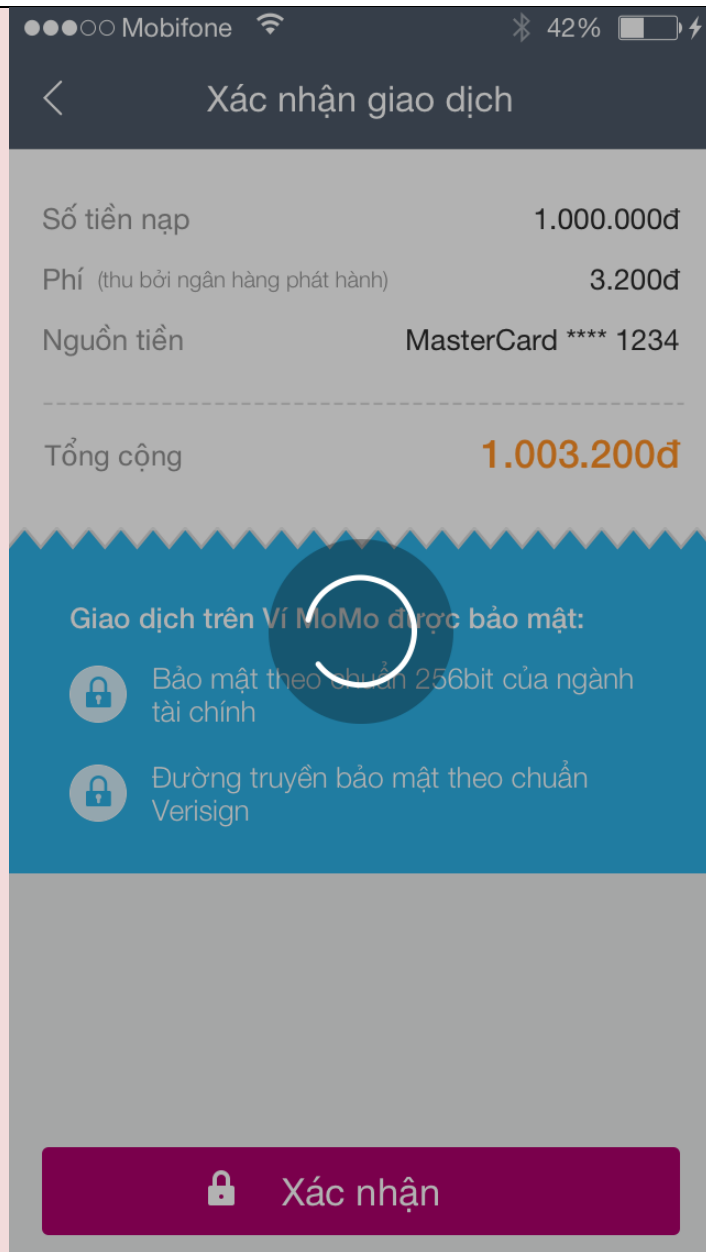 Mobifone 42%
Xác nhận giao dịch
Số tiền nạp 1.000.000đ
Phí (thu bởi ngân hàng phát hành) 3.200đ
Nguồn tiền MasterCard **** 1234
Tổng cộng 1.003.200đ
Giao dịch trên Ví MoMo được bảo mật:
Bảo mật theo chuẩn 256bit của ngành
tài chính
Đường truyền bảo mật theo chuẩn
Verisign
Xác nhận